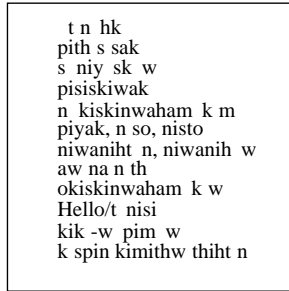 t n hk
pith s sak
s niy sk w
pisiskiwak
n kiskinwaham k m
piyak, n so, nisto
niwaniht n, niwanih w
aw na n th
okiskinwaham k w
Hello/t nisi
kik -w pim w
k spin kimithw thiht n